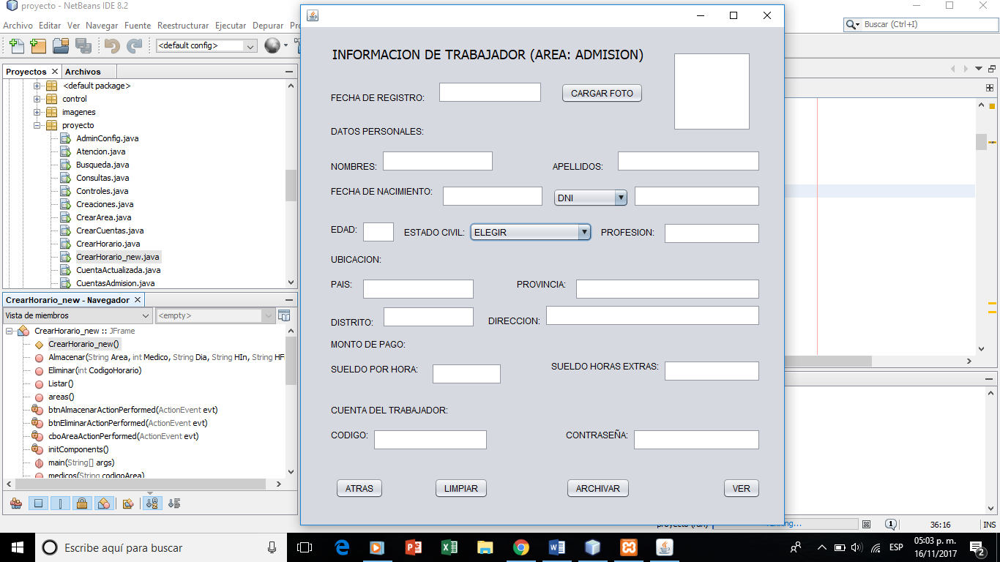 proyecto - NetBeans IDE 8.2
Archivo Editar Ver Navegar Fuente Reestructurar Ejecutar Depurar
Buscar (Ctrl+I)
<default config>
Proyectos
Archivos
<default package>
control
imagenes
proyecto
AdminConfig.java
Atencion.java
Busqueda.java
Consultas.java
Controles.java
Creaciones.java
CrearArea.java
CrearCuentas.java
CrearHorario.java
CrearHorario_new.java
CuentaActualizada.java
CuentasAdmision.java
CrearHorario_new - Navegador
Vista de miembros
<empty>
CrearHorario_new :: JFrame
CrearHorario_new()
Almacenar(String Area, int Medico, String Dia, String HIn, String HF
Eliminar(int CodigoHorario)
Listar()
areas()
btnAlmacenarActionPerformed(ActionEvent evt)
btnEliminarActionPerformed(ActionEvent evt)
cboAreaActionPerformed(ActionEvent evt)
initComponents()
main(String[] args)
medicos(String codigoArea)
INFORMACION DE TRABAJADOR (AREA: ADMISION)
FECHA DE REGISTRO:
CARGAR FOTO
DATOS PERSONALES:
NOMBRES:
APELLIDOS:
FECHA DE NACIMIENTO:
DNI
EDAD:
ESTADO CIVIL:
ELEGIR
PROFESION:
UBICACION:
PAIS:
PROVINCIA:
DISTRITO:
DIRECCION:
MONTO DE PAGO:
SUELDO POR HORA:
SUELDO HORAS EXTRAS:
CUENTA DEL TRABAJADOR:
CODIGO:
CONTRASEÑA:
ATRAS
LIMPIAR
ARCHIVAR
VER
proyecto (run)
running...
1
36:16
INS
Escribe aquí para buscar
ESP
05:03 p. m.
16/11/2017
2